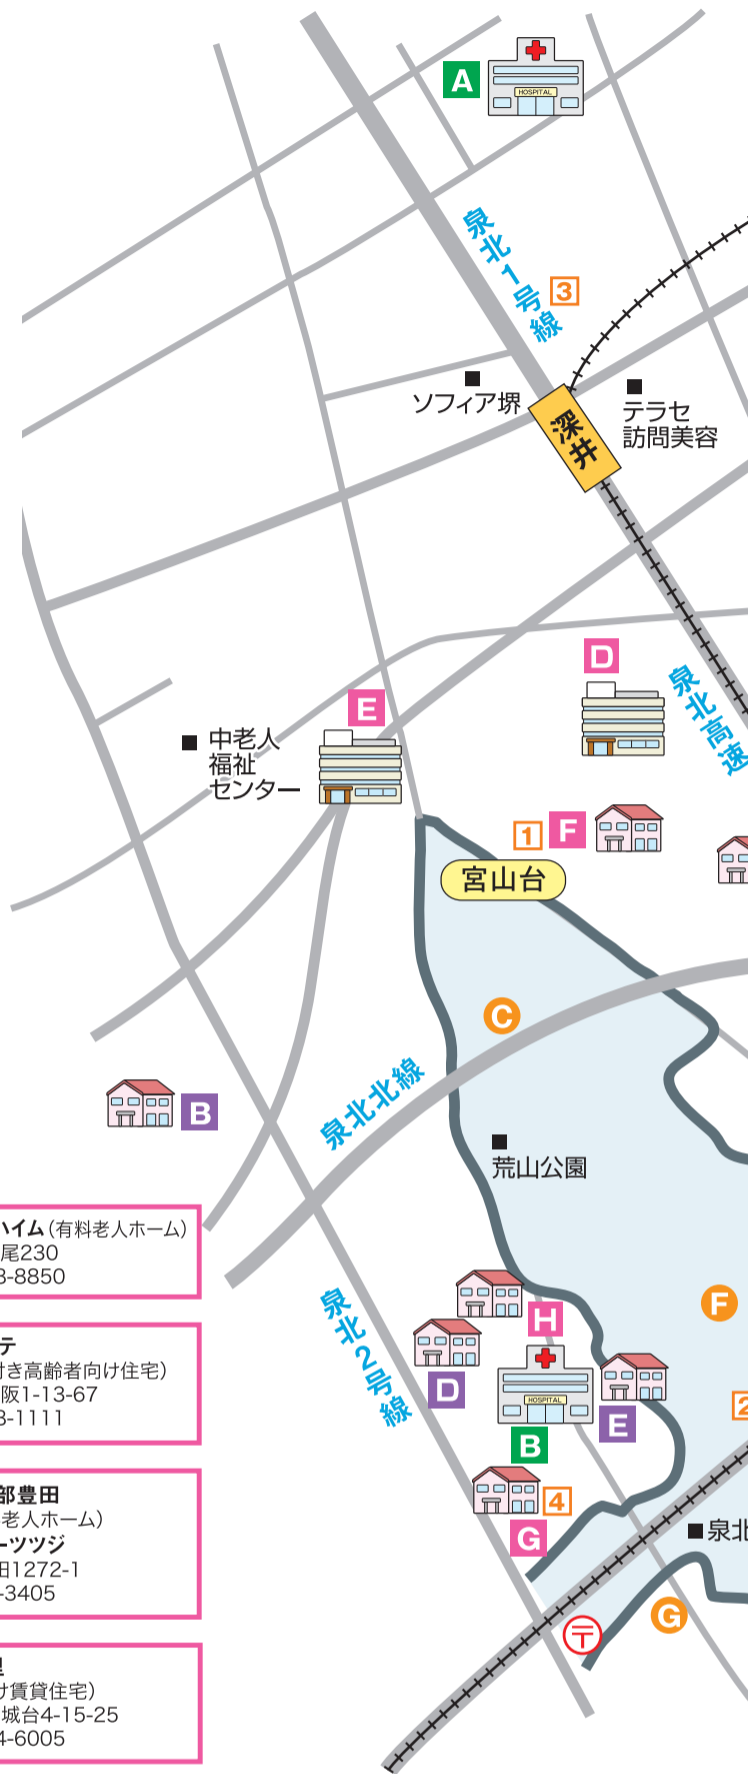 A
HOSPITAL
泉北1号線
3
ソフィア堺
深井
テラセ
訪問美容
D
泉北高速
E
中老人
福祉
センター
1
F
宮山台
C
泉北北線
B
荒山公園
ハイム(有料老人ホーム)
尾230
3-8850
F
泉北2号線
H
テ
付き高齢者向け住宅)
阪1-13-67
3-1111
D
HOSPITAL
E
2
B
部豊田
老人ホーム)
ーツツジ
田1272-1
-3405
4
G
泉北
〒
G
け賃貸住宅)
城台4-15-25
4-6005